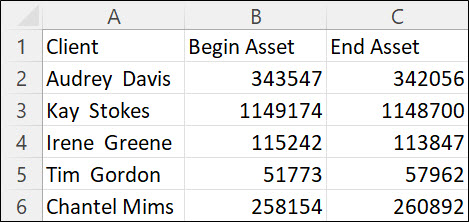 A B C
1 Client Begin Asset End Asset
2 Audrey  Davis 343547 342056
3 Kay  Stokes 1149174 1148700
4 Irene  Greene 115242 113847
5 Tim  Gordon 51773 57962
6 Chantel Mims 258154 260892